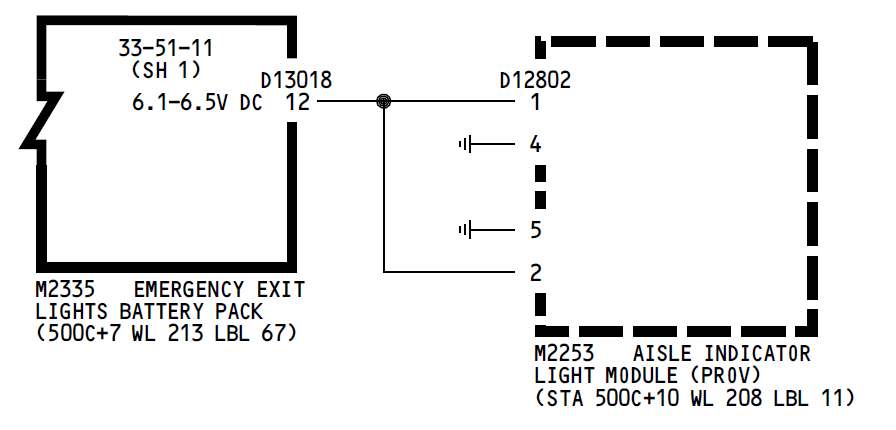 33-51-11
(SH 1)
D13018
6.1-6.5V DC 12
D12802
1
4
5
2
M2335 EMERGENCY EXIT
LIGHTS BATTERY PACK
(500C+7 WL 213 LBL 67)
M2253 AISLE INDICATOR
LIGHT MODULE (PROV)
(STA 500C+10 WL 208 LBL 11)